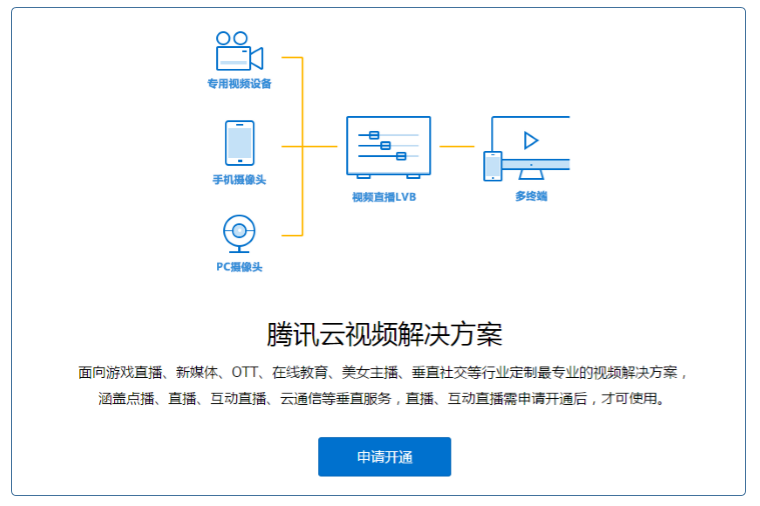 专用视频设备
手机摄像头
视频直播LVB
多终端
PC摄像头
腾讯云视频解决方案
面向游戏直播、新媒体、OTT、在线教育、美女主播、垂直社交等行业定制最专业的视频解决方案，
涵盖点播、直播、互动直播、云通信等垂直服务，直播、互动直播需申请开通后，才可使用。
申请开通